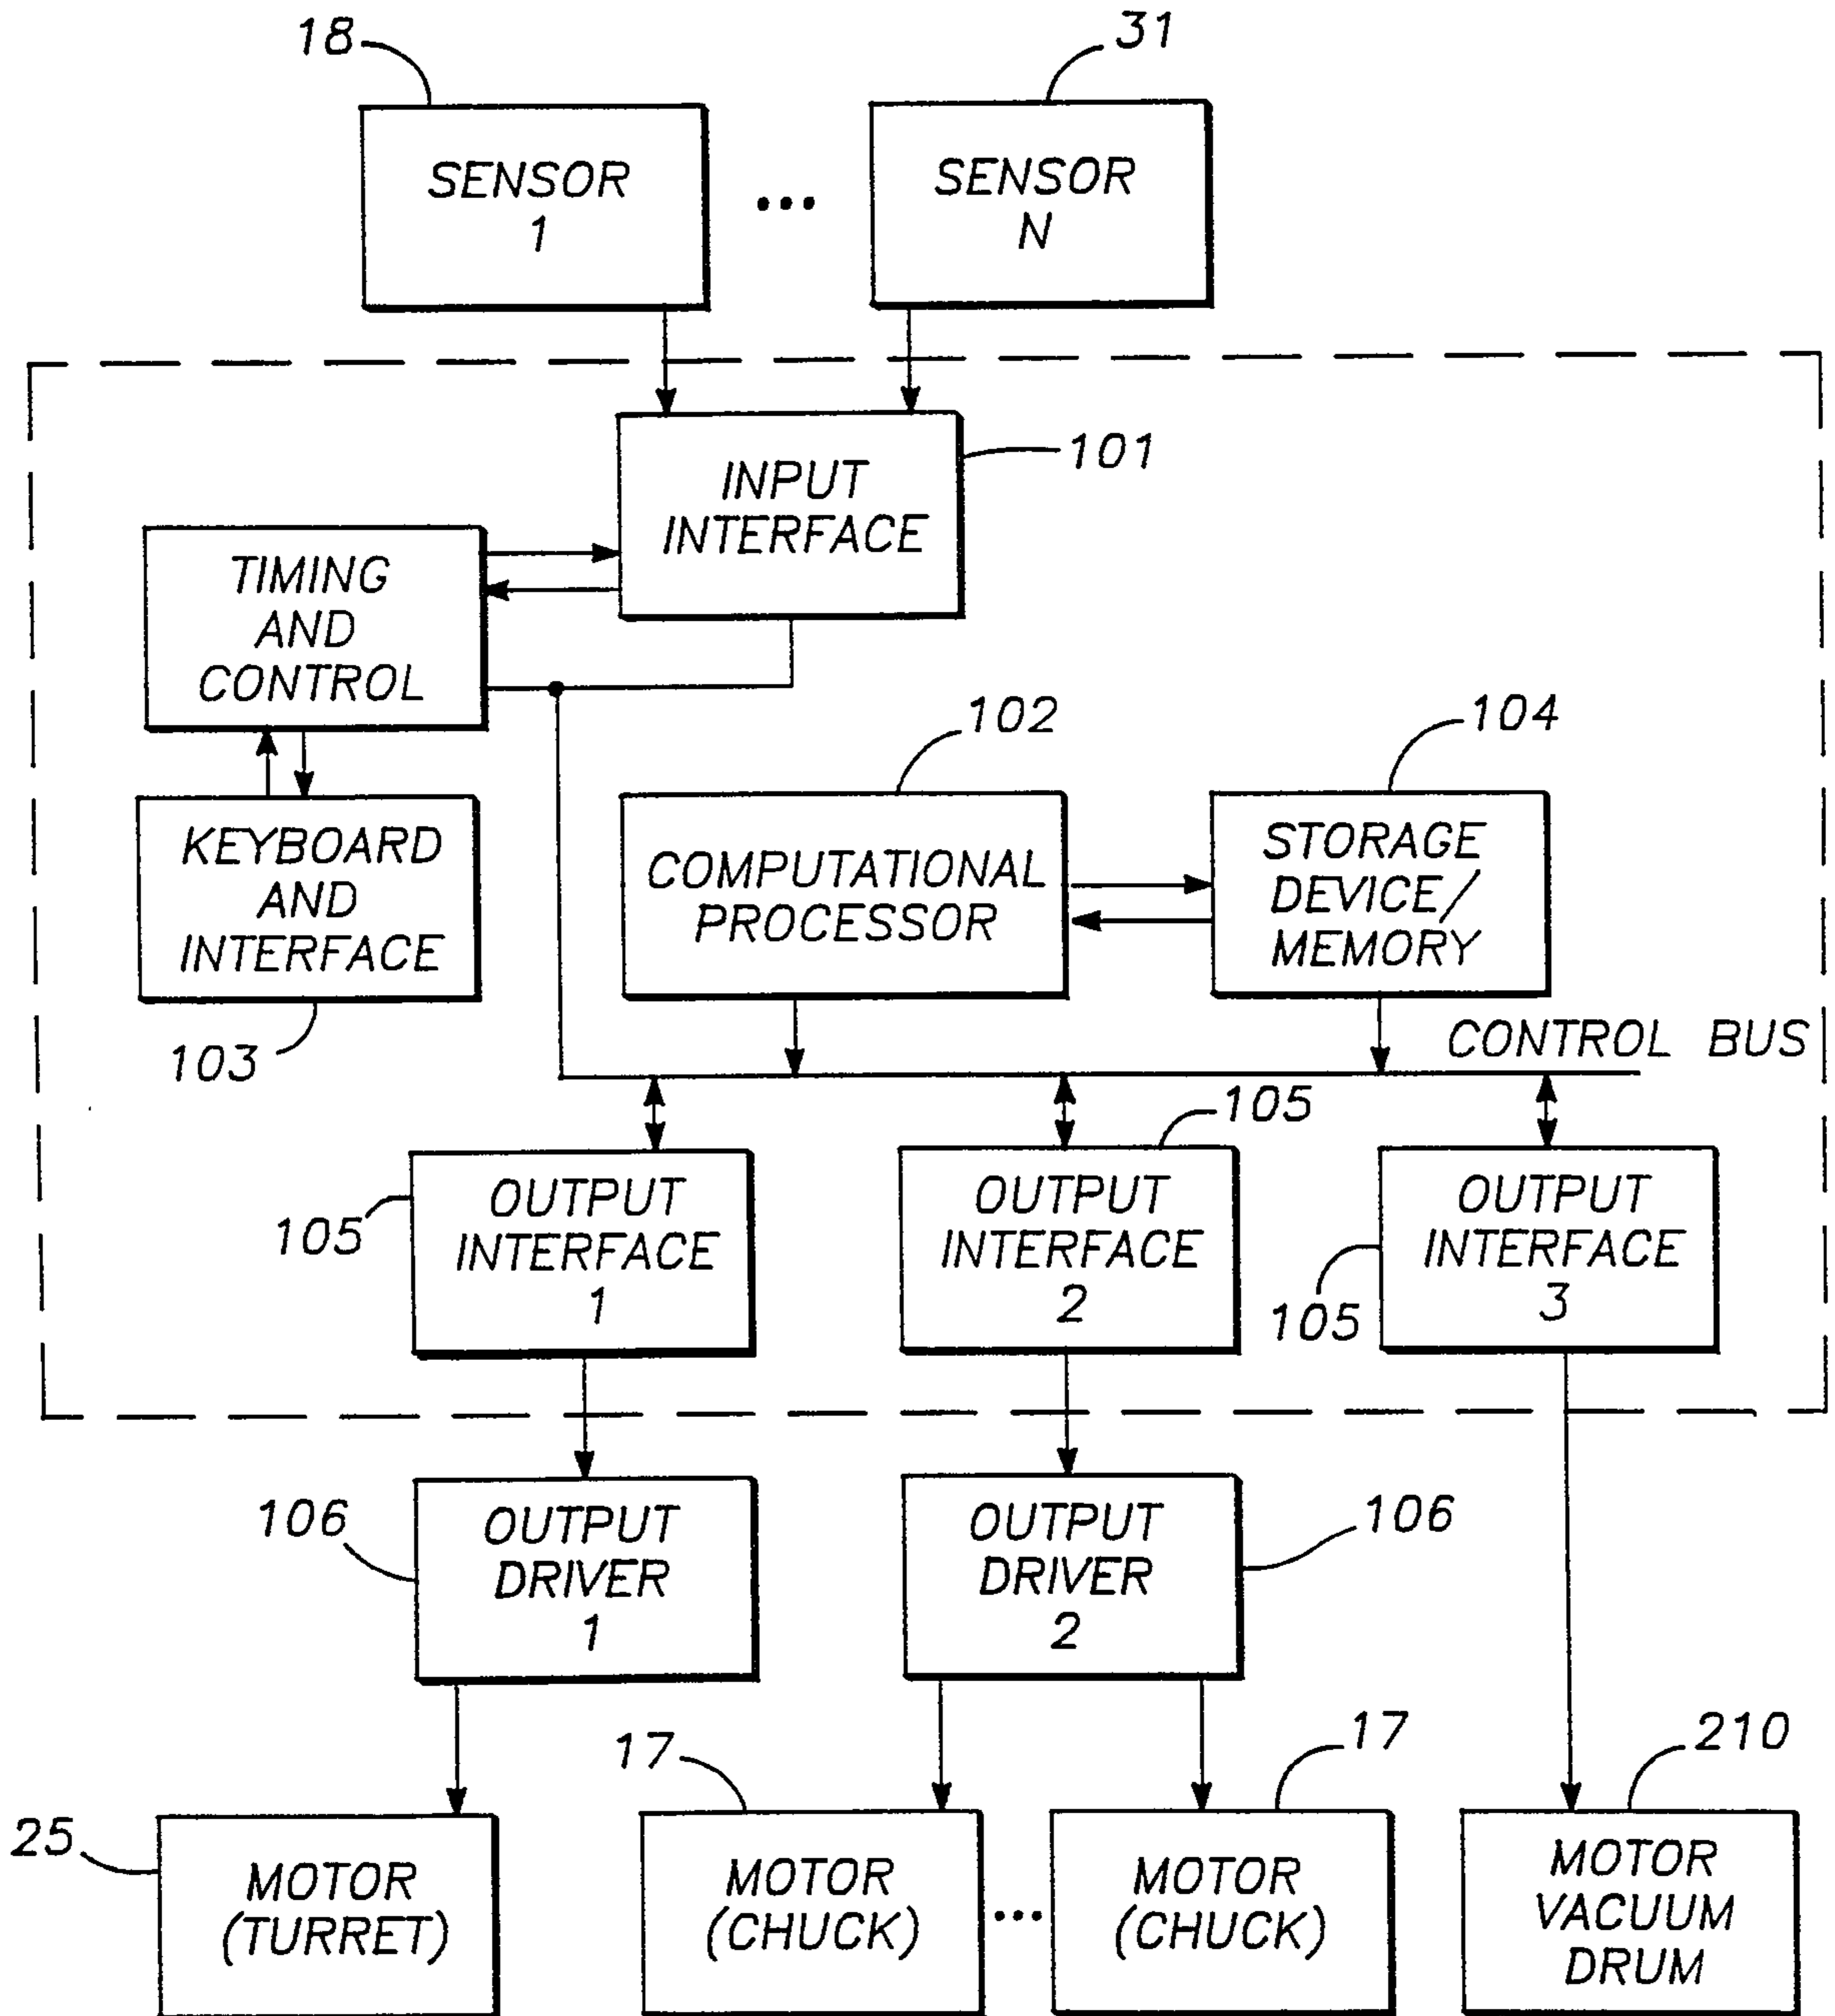 18
31
SENSOR
1
...
SENSOR
N
INPUT
INTERFACE
101
TIMING
AND
CONTROL
102
104
KEYBOARD
AND
INTERFACE
COMPUTATIONAL
PROCESSOR
STORAGE
DEVICE/
MEMORY
103
CONTROL BUS
105
OUTPUT
INTERFACE
1
105
OUTPUT
INTERFACE
2
105
OUTPUT
INTERFACE
3
106
OUTPUT
DRIVER
1
OUTPUT
DRIVER
2
106
17
17
210
25
MOTOR
(TURRET)
MOTOR
(CHUCK)
...
MOTOR
(CHUCK)
MOTOR
VACUUM
DRUM